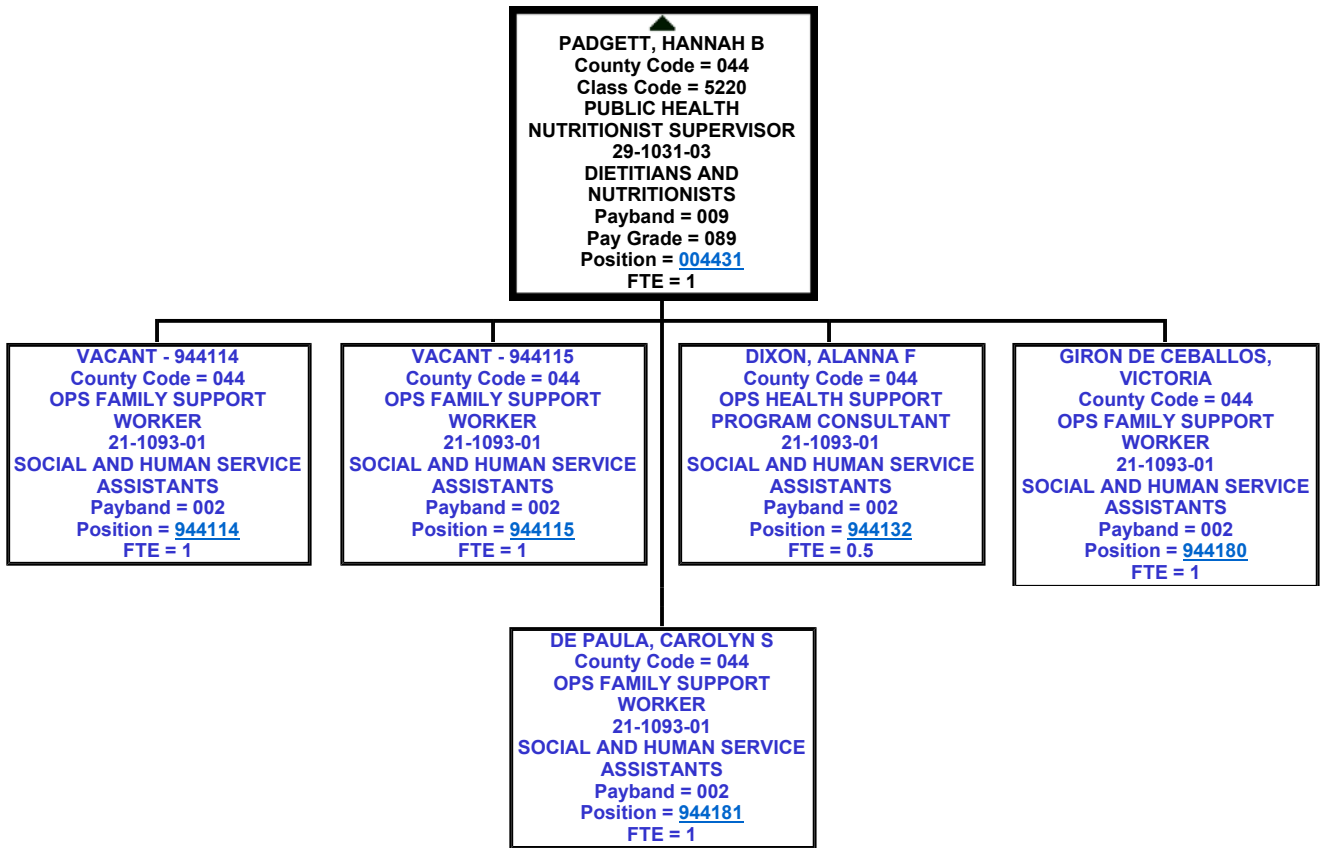 PADGETT, HANNAH B
County Code = 044
Class Code = 5220
PUBLIC HEALTH
NUTRITIONIST SUPERVISOR
29-1031-03
DIETITIANS AND
NUTRITIONISTS
Payband = 009
Pay Grade = 089
Position = 004431
FTE = 1
VACANT - 944114
County Code = 044
OPS FAMILY SUPPORT
WORKER
21-1093-01
SOCIAL AND HUMAN SERVICE
ASSISTANTS
Payband = 002
Position = 944114
FTE = 1
VACANT - 944115
County Code = 044
OPS FAMILY SUPPORT
WORKER
21-1093-01
SOCIAL AND HUMAN SERVICE
ASSISTANTS
Payband = 002
Position = 944115
FTE = 1
DIXON, ALANNA F
County Code = 044
OPS HEALTH SUPPORT
PROGRAM CONSULTANT
21-1093-01
SOCIAL AND HUMAN SERVICE
ASSISTANTS
Payband = 002
Position = 944132
FTE = 0.5
GIRON DE CEBALLOS,
VICTORIA
County Code = 044
OPS FAMILY SUPPORT
WORKER
21-1093-01
SOCIAL AND HUMAN SERVICE
ASSISTANTS
Payband = 002
Position = 944180
FTE = 1
DE PAULA, CAROLYN S
County Code = 044
OPS FAMILY SUPPORT
WORKER
21-1093-01
SOCIAL AND HUMAN SERVICE
ASSISTANTS
Payband = 002
Position = 944181
FTE = 1